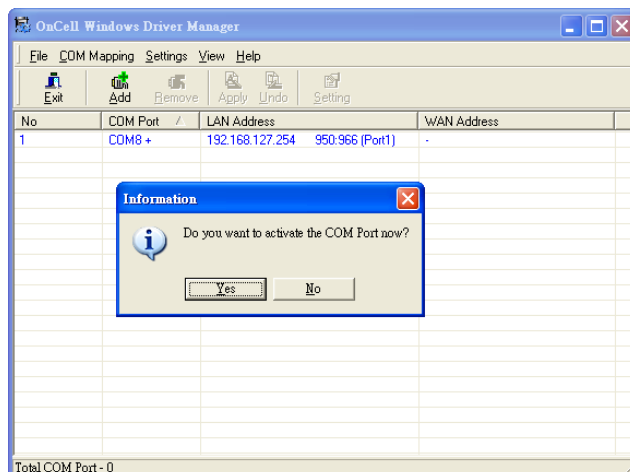 OnCell Windows Driver Manager
File COM Mapping Settings View Help
Exit Add Remove Apply Undo Setting
No COM Port LAN Address WAN Address
1 COM8 + 192.168.127.254 950:966 (Port1) -
Information
Do you want to activate the COM Port now?
Yes No
Total COM Port - 0